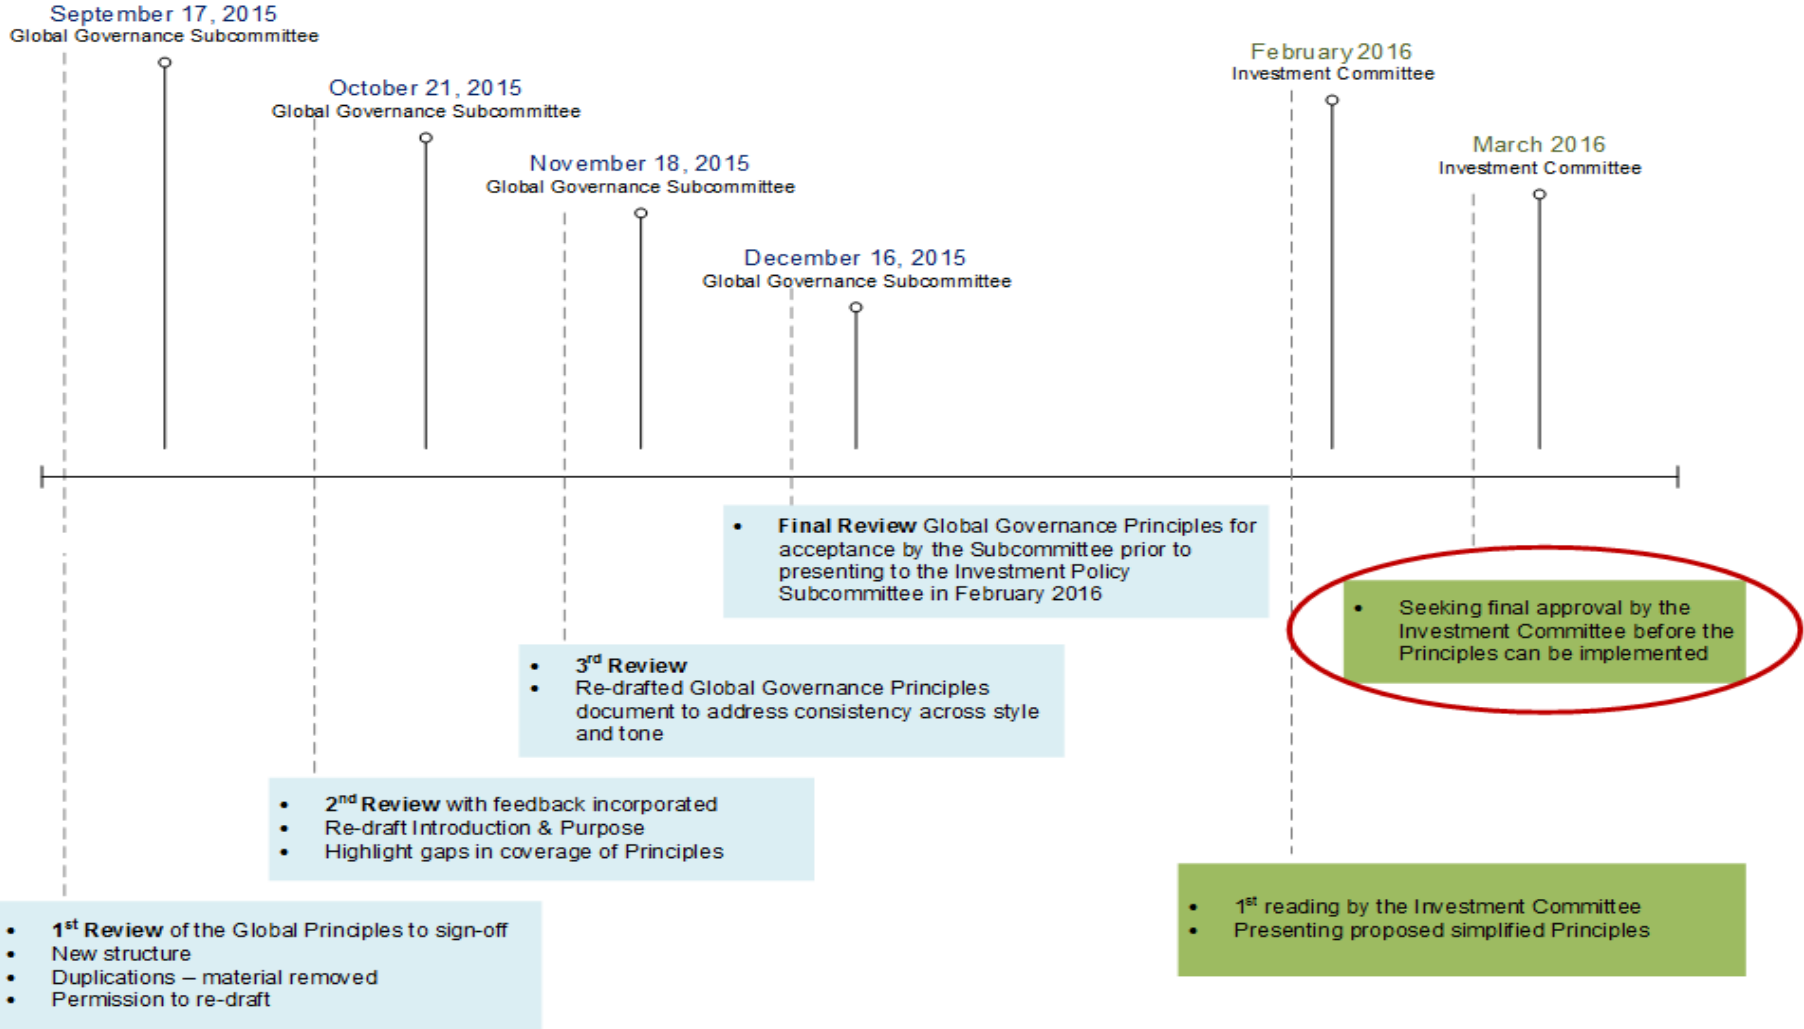 September 17, 2015
Global Governance Subcommittee
October 21, 2015
Global Governance Subcommittee
November 18, 2015
Global Governance Subcommittee
December 16, 2015
Global Governance Subcommittee
February 2016
Investment Committee
March 2016
Investment Committee
• Final Review Global Governance Principles for
acceptance by the Subcommittee prior to
presenting to the Investment Policy
Subcommittee in February 2016
• Seeking final approval by the
Investment Committee before the
Principles can be implemented
• 3rd Review
• Re-drafted Global Governance Principles
document to address consistency across style
and tone
• 2nd Review with feedback incorporated
• Re-draft Introduction & Purpose
• Highlight gaps in coverage of Principles
• 1st Review of the Global Principles to sign-off
• New structure
• Duplications – material removed
• Permission to re-draft
• 1st reading by the Investment Committee
• Presenting proposed simplified Principles